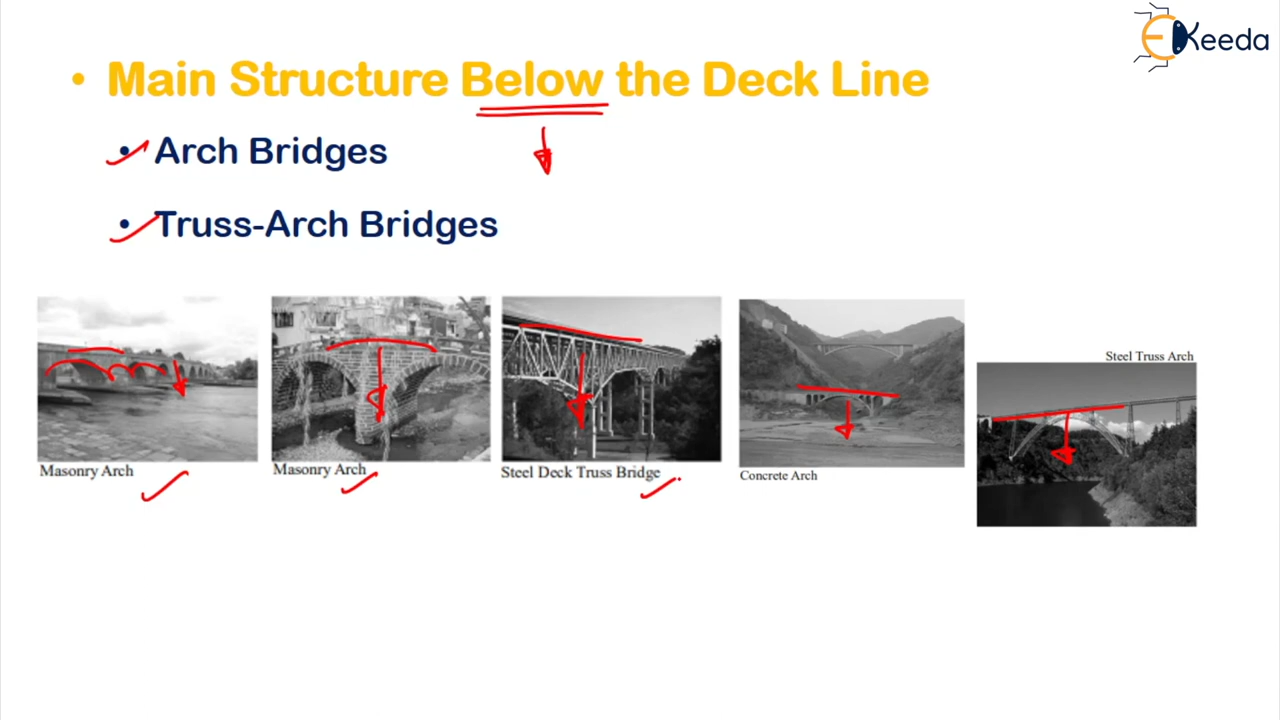 EKeeda
• Main Structure Below the Deck Line
• Arch Bridges
• Truss-Arch Bridges
Steel Truss Arch
Masonry Arch
Masonry Arch
Steel Deck Truss Bridge
Concrete Arch